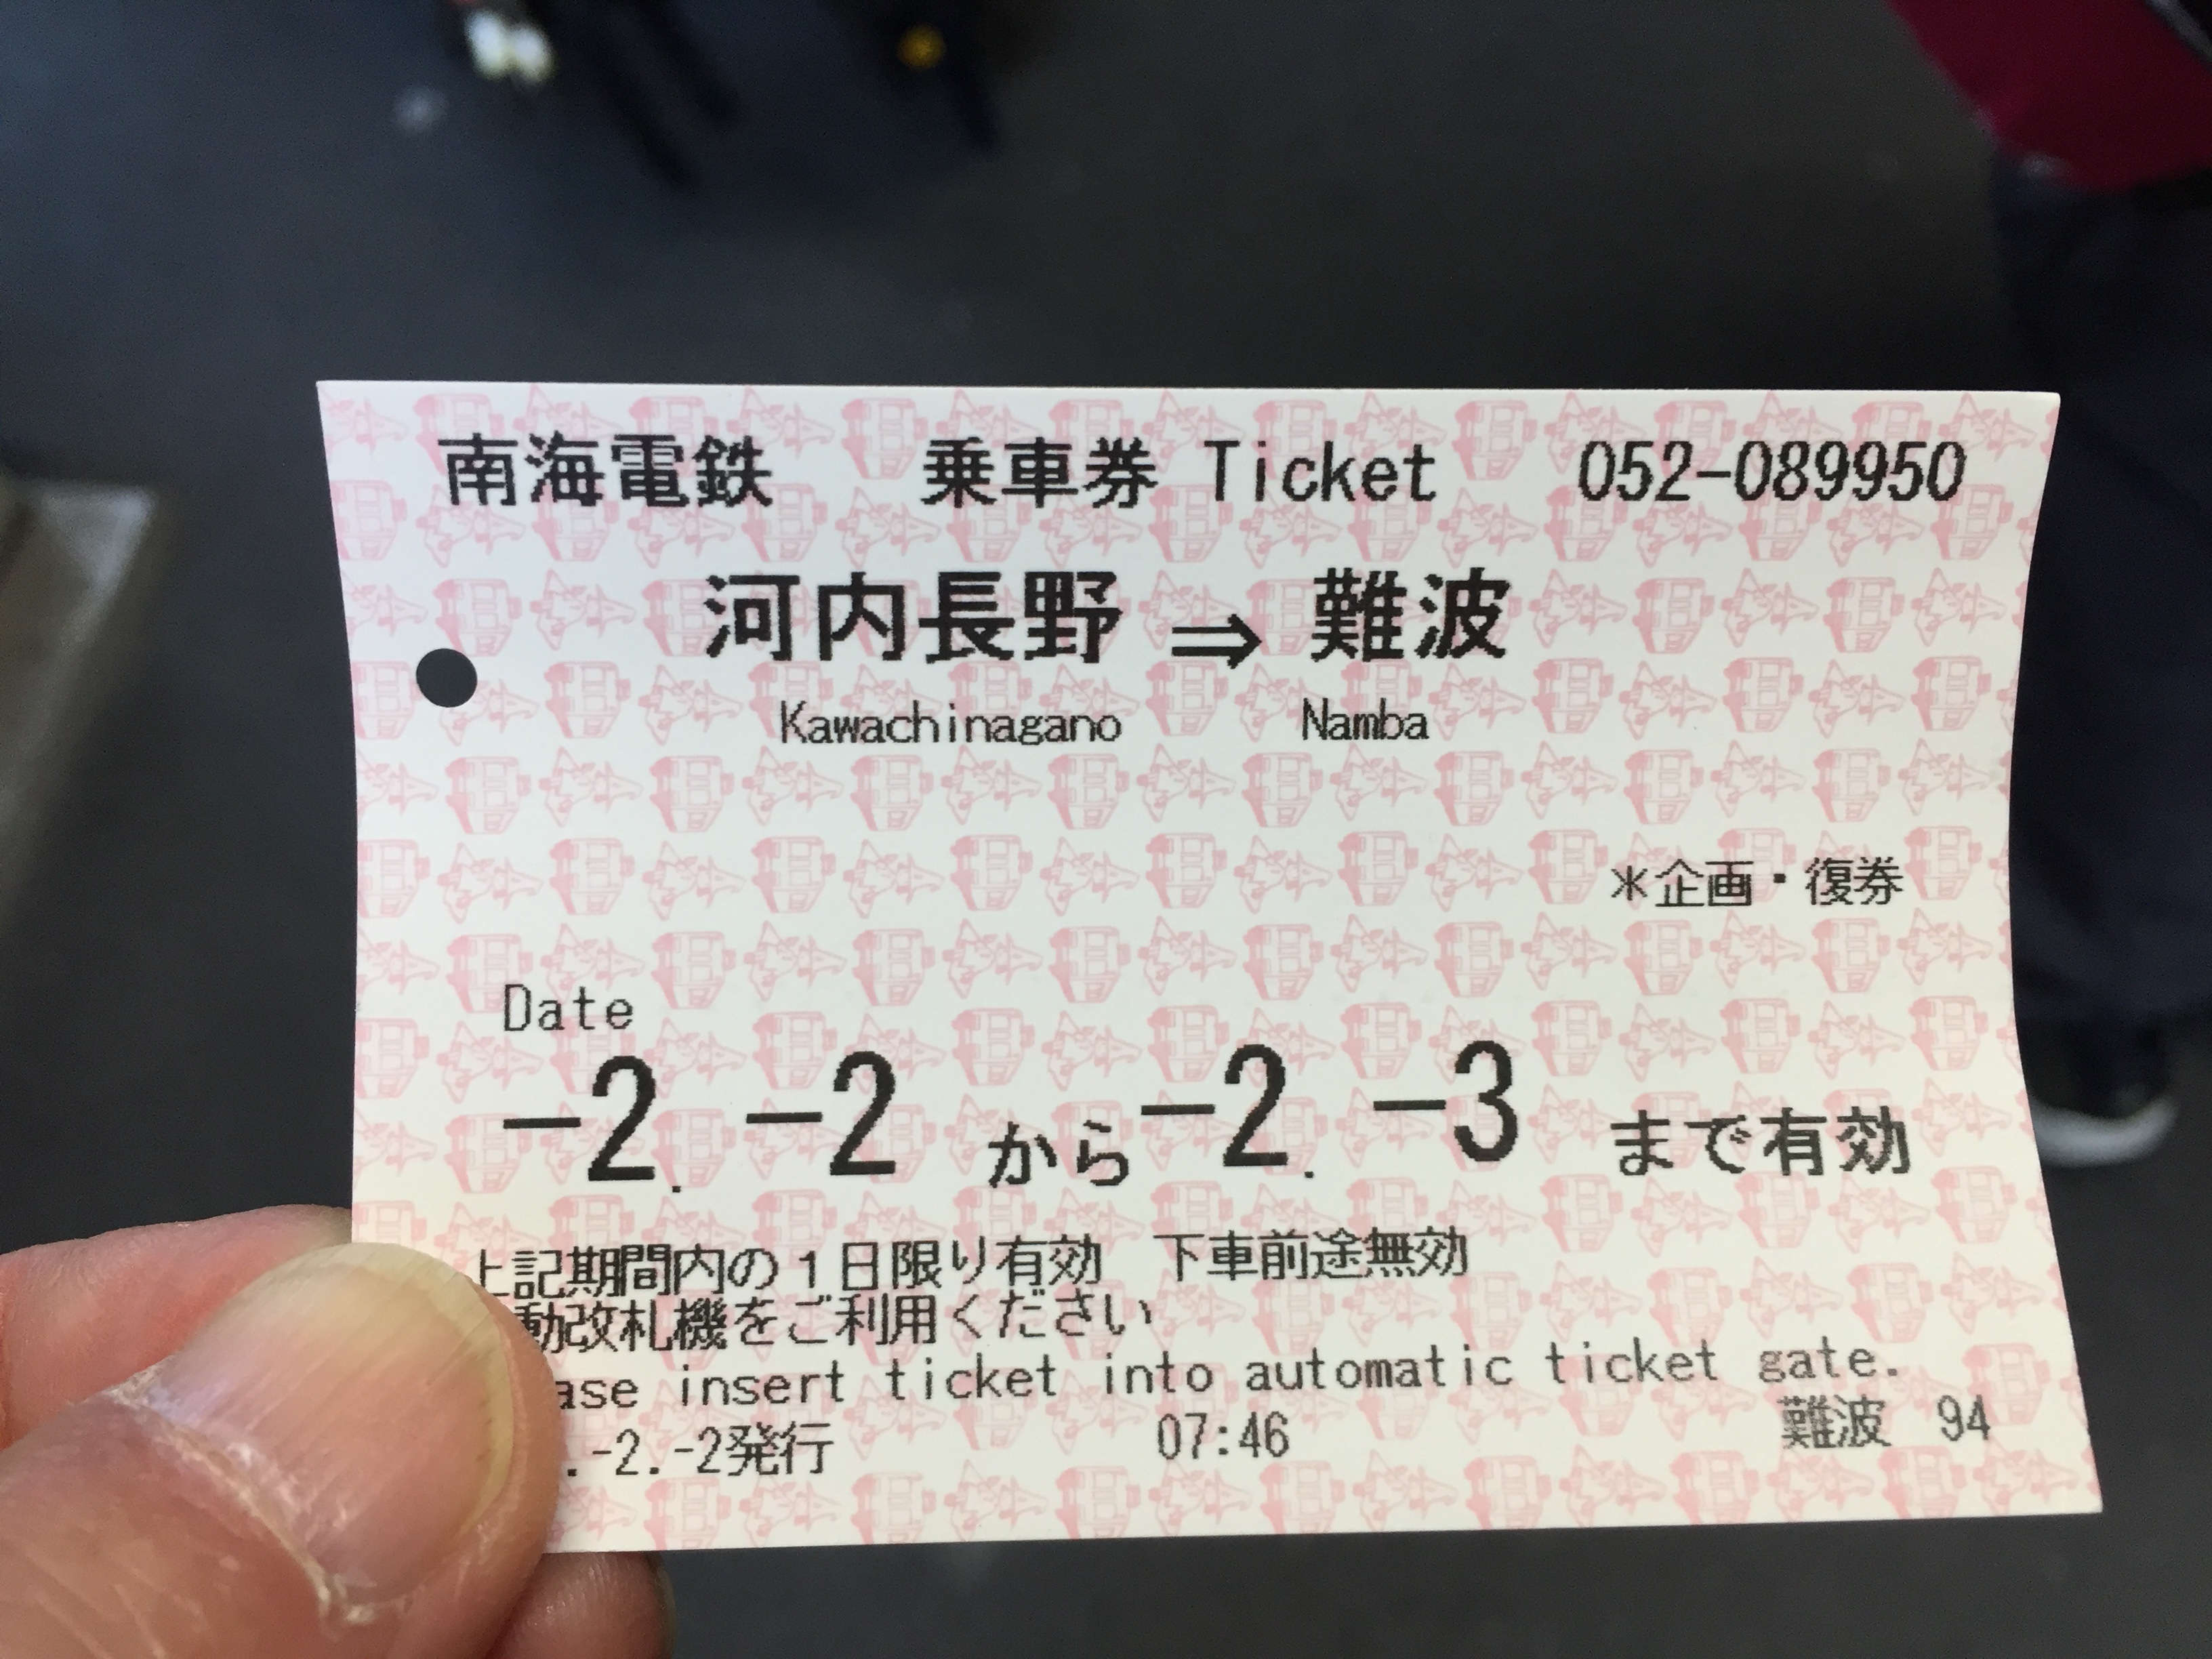 南海電鉄 乗車券 Ticket 052-089950
河内長野 ⇒ 難波
Kawachinagano Namba
*企画・復券
Date
-2. -2 から -2. -3 まで有効
上記期間内の1日限り有効 下車前途無効
動改札機をご利用ください
ase insert ticket into automatic ticket gate.
.-2.-2発行 07:46 難波 94